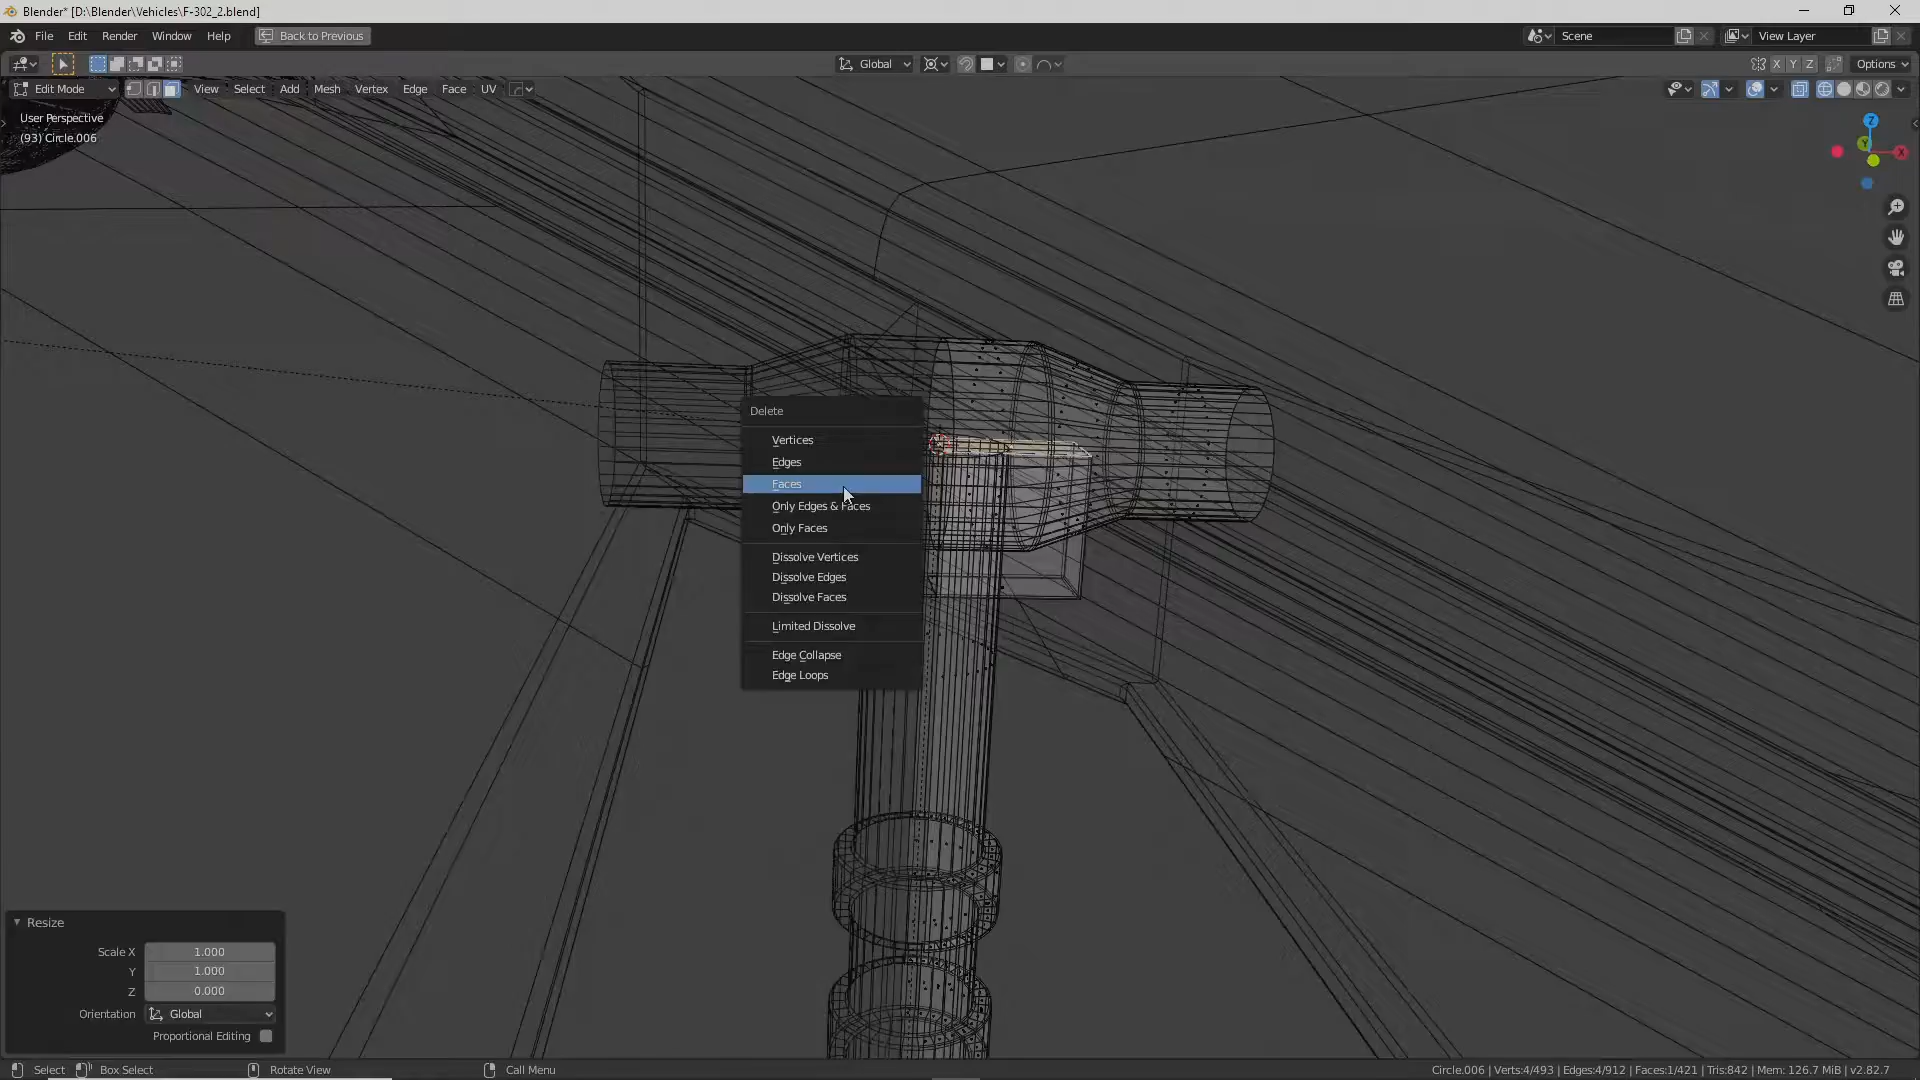 Blender* [D:\Blender\Vehicles\F-302_2.blend]
File Edit Render Window Help Back to Previous Scene View Layer
Global X Y Z Options
Edit Mode View Select Add Mesh Vertex Edge Face UV
User Perspective
(93) Circle.006
Z
Y
X
Delete
Vertices
Edges
Faces
Only Edges & Faces
Only Faces
Dissolve Vertices
Dissolve Edges
Dissolve Faces
Limited Dissolve
Edge Collapse
Edge Loops
Resize
Scale X 1.000
Y 1.000
Z 0.000
Orientation Global
Proportional Editing
Select Box Select Rotate View Call Menu Circle.006 | Verts:4/493 | Edges:4/912 | Faces:1/421 | Tris:842 | Mem: 126.7 MiB | v2.82.7